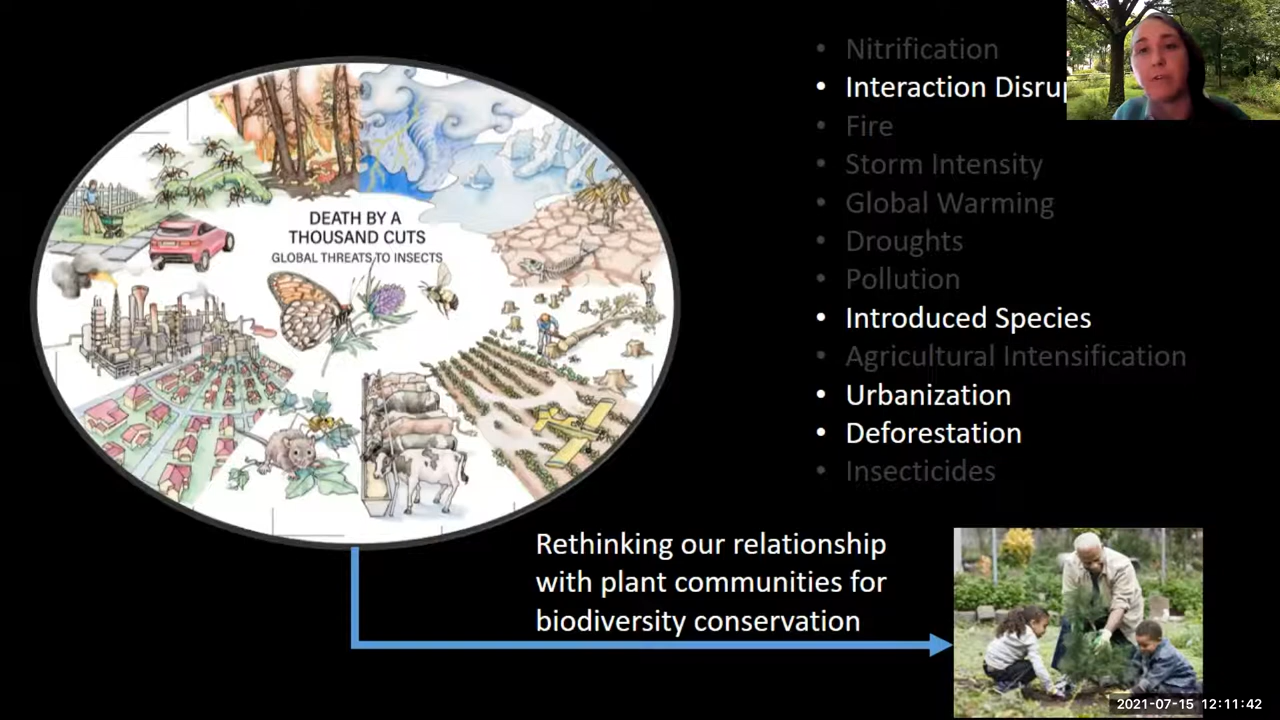 DEATH BY A
THOUSAND CUTS
GLOBAL THREATS TO INSECTS
• Nitrification
• Interaction Disrup
• Fire
• Storm Intensity
• Global Warming
• Droughts
• Pollution
• Introduced Species
• Agricultural Intensification
• Urbanization
• Deforestation
• Insecticides
Rethinking our relationship
with plant communities for
biodiversity conservation
2021-07-15 12:11:42